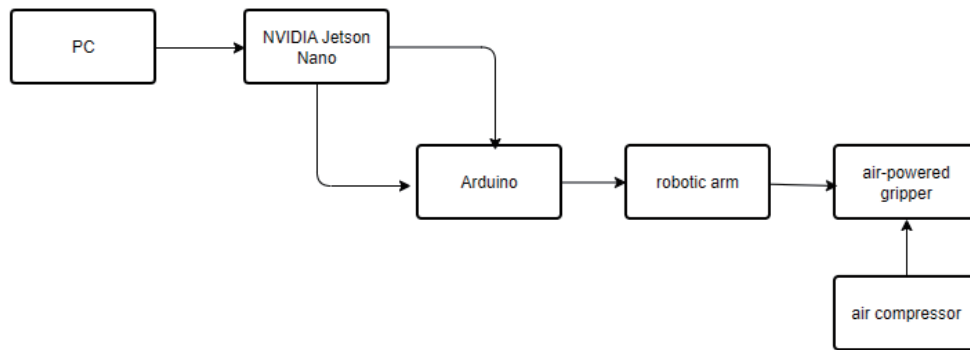 PC
NVIDIA Jetson
Nano
Arduino
robotic arm
air-powered
gripper
air compressor